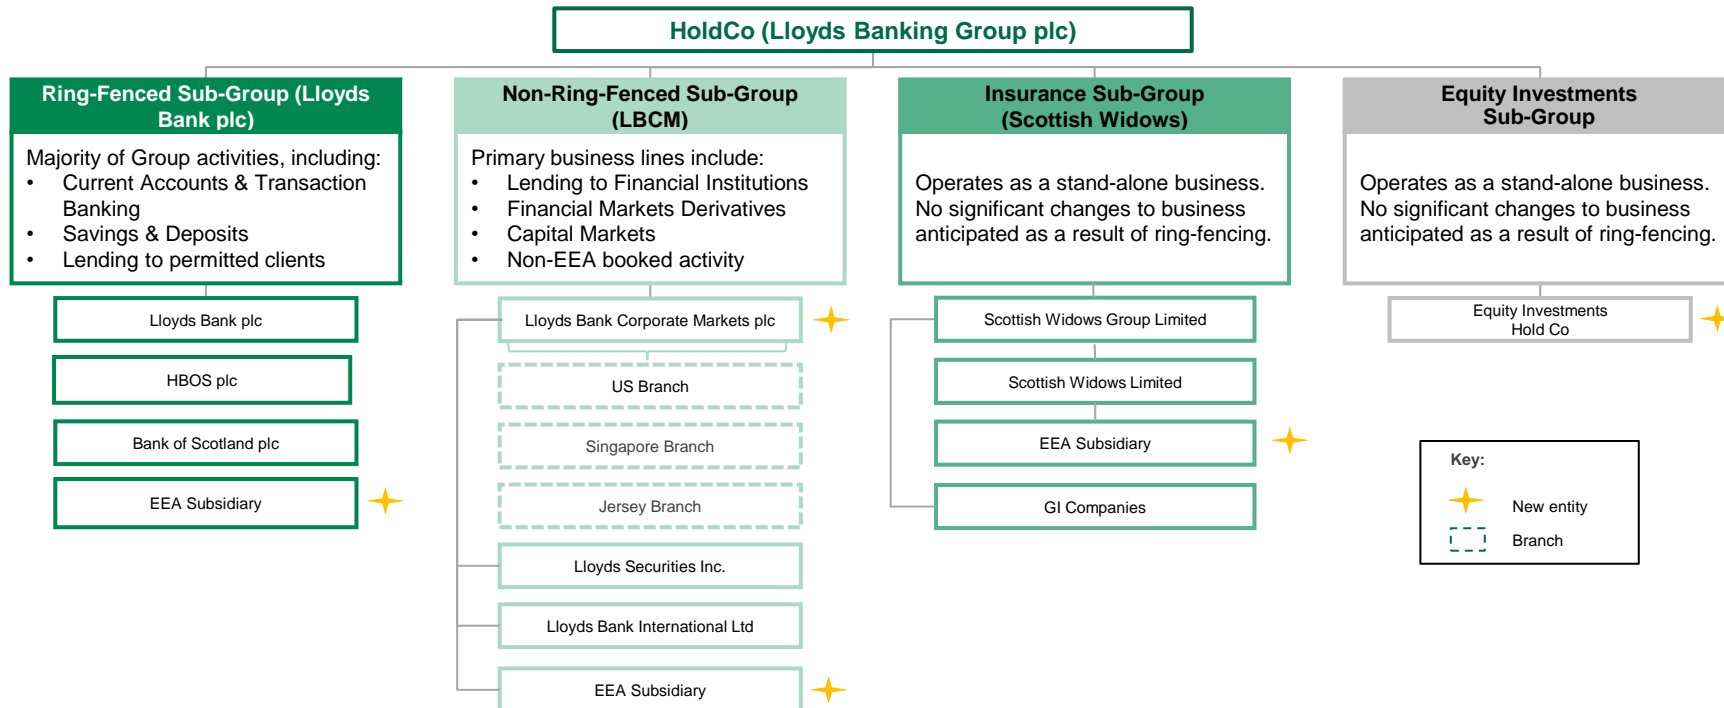 HoldCo (Lloyds Banking Group plc)
Ring-Fenced Sub-Group (Lloyds
Bank plc)
Majority of Group activities, including:
• Current Accounts & Transaction
Banking
• Savings & Deposits
• Lending to permitted clients
Lloyds Bank plc
HBOS plc
Bank of Scotland plc
EEA Subsidiary
Non-Ring-Fenced Sub-Group
(LBCM)
Primary business lines include:
• Lending to Financial Institutions
• Financial Markets Derivatives
• Capital Markets
• Non-EEA booked activity
Lloyds Bank Corporate Markets plc
US Branch
Singapore Branch
Jersey Branch
Lloyds Securities Inc.
Lloyds Bank International Ltd
EEA Subsidiary
Insurance Sub-Group
(Scottish Widows)
Operates as a stand-alone business.
No significant changes to business
anticipated as a result of ring-fencing.
Scottish Widows Group Limited
Scottish Widows Limited
EEA Subsidiary
GI Companies
Equity Investments
Sub-Group
Operates as a stand-alone business.
No significant changes to business
anticipated as a result of ring-fencing.
Equity Investments
Hold Co
Key:
New entity
Branch